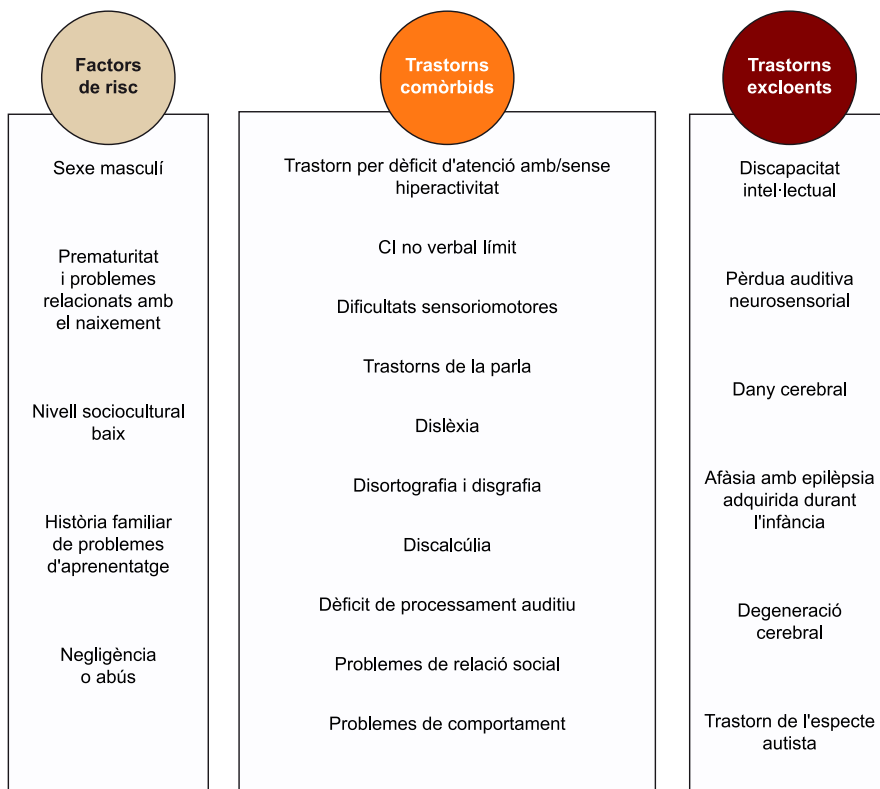 Factors
de risc
Sexe masculí
Prematuritat
i problemes
relacionats amb
el naixement
Nivell sociocultural
baix
Història familiar
de problemes
d'aprenentatge
Negligència
o abús
Trastorns
comòrbids
Trastorn per dèficit d'atenció amb/sense
hiperactivitat
CI no verbal límit
Dificultats sensoriomotores
Trastorns de la parla
Dislèxia
Disortografia i disgrafia
Discalcúlia
Dèficit de processament auditiu
Problemes de relació social
Problemes de comportament
Trastorns
excloents
Discapacitat
intel·lectual
Pèrdua auditiva
neurosensorial
Dany cerebral
Afàsia amb epilèpsia
adquirida durant
l'infància
Degeneració
cerebral
Trastorn de l'especte
autista